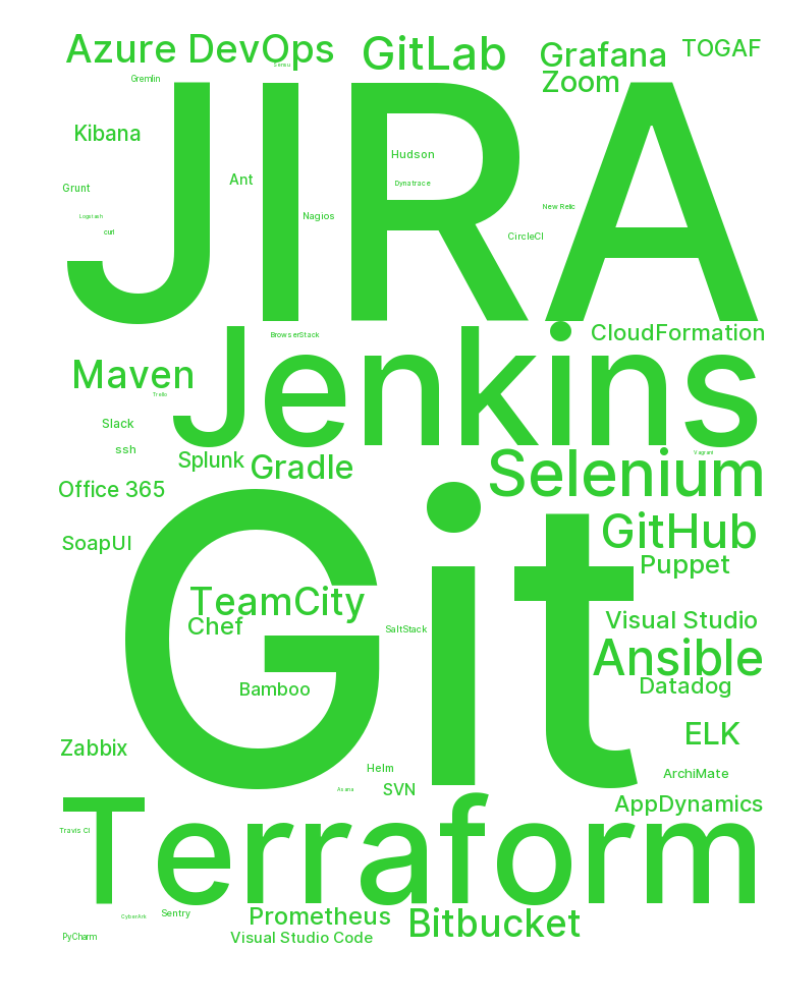 Azure DevOps
GitLab
Grafana
TOGAF
Zoom
Gremlin
JIRA
Kibana
Hudson
Ant
Dynatrace
Grunt
New Relic
Nagios
curl
CircleCI
Jenkins
CloudFormation
BrowserStack
Maven
Trello
Slack
ssh
Vagrant
Splunk
Gradle
Selenium
Office 365
Git
GitHub
SoapUI
Puppet
TeamCity
Chef
SaltStack
Visual Studio
Ansible
Datadog
Bamboo
ELK
Zabbix
Helm
ArchiMate
SVN
Asana
AppDynamics
Terraform
Travis CI
Sentry
CyberArk
Prometheus
Bitbucket
PyCharm
Visual Studio Code